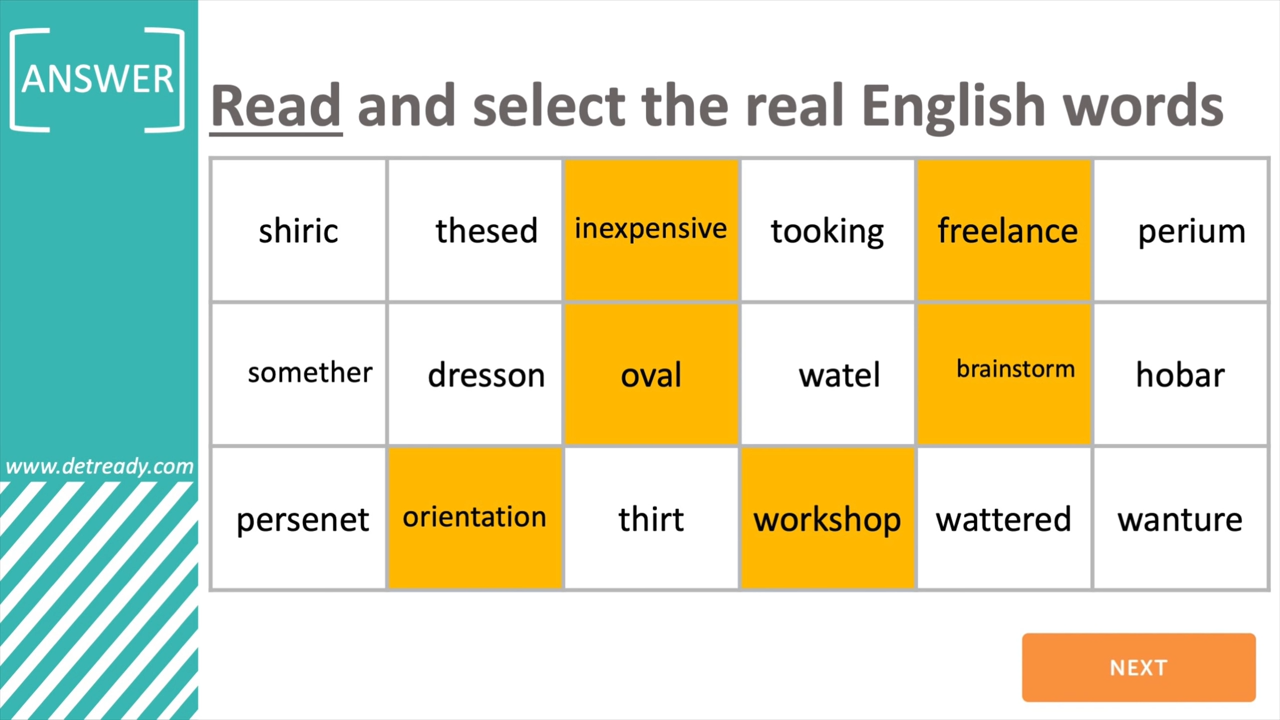 ANSWER
Read and select the real English words
shiric thesed inexpensive tooking freelance perium
somether dresson oval watel brainstorm hobar
persenet orientation thirt workshop wattered wanture
www.detready.com
NEXT